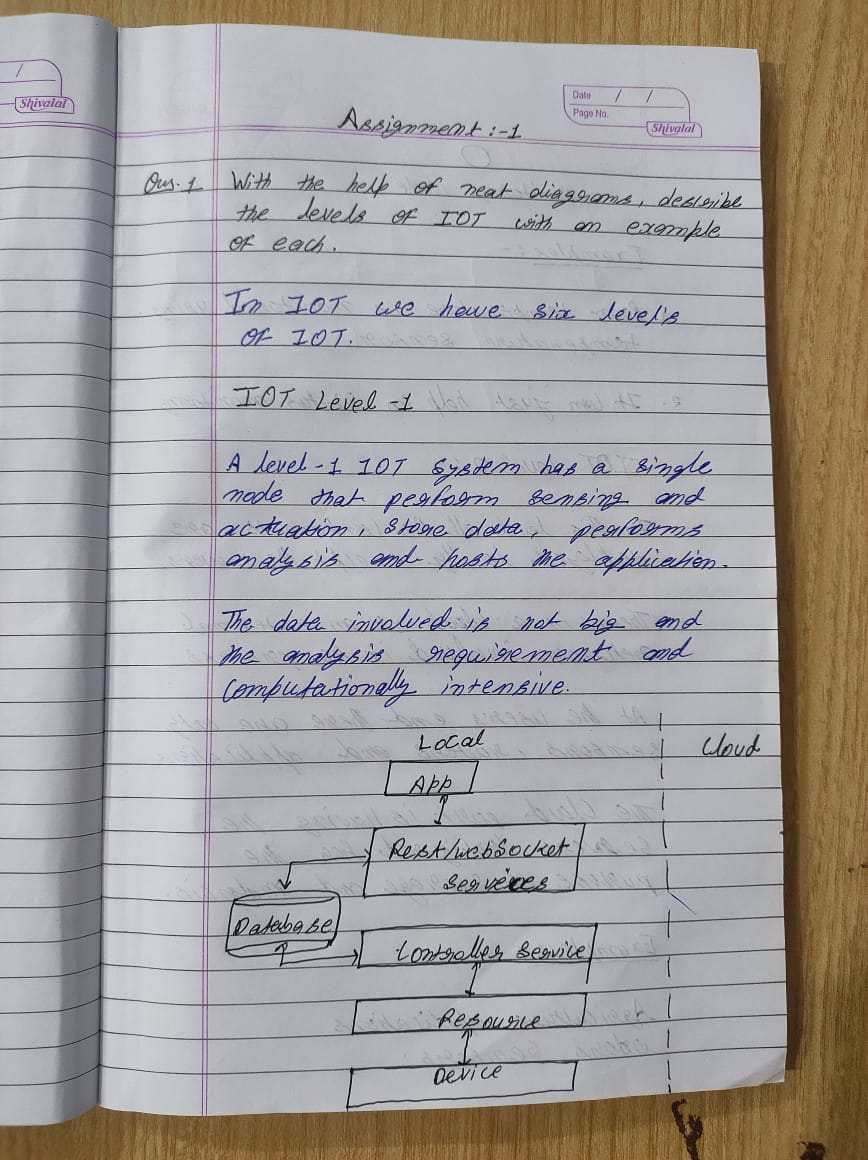 Shivalal
Date / /
Page No.
Shivalal
Assignment :-1
Ques.1 With the help of neat diagrams, describe
the levels of IOT with an example
of each.
In IOT we have six level's
of IOT.
IOT Level -1
A level-1 IOT system has a single
node that perform sensing and
actuation, store data, performs
analysis and hosts the application.
The data involved is not big and
the analysis requirement and
computationally intensive.
Local
Cloud
App
Rest/webSocket
Services
Database
Controller Service
Resource
Device